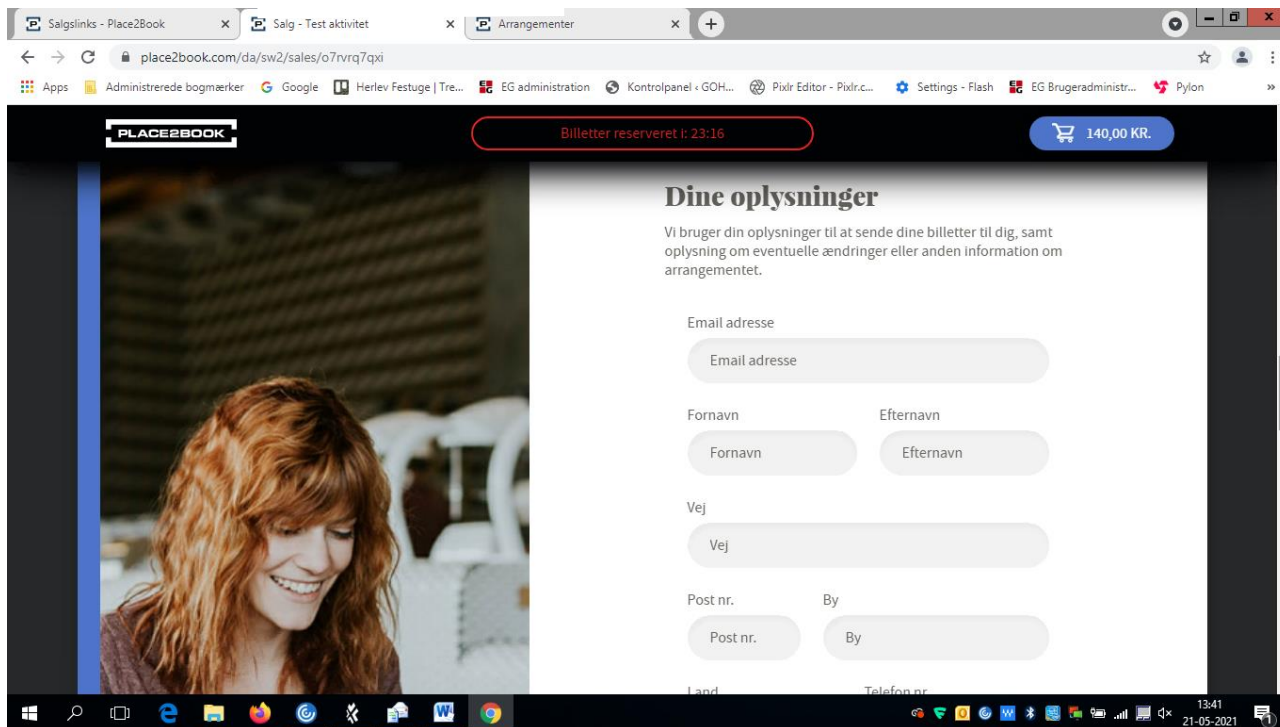 Salgslinks - Place2Book
Salg - Test aktivitet
Arrangementer
place2book.com/da/sw2/sales/o7rvrq7qxi
Apps
Administrerede bogmærker
Google
Herlev Festuge | Tre...
EG administration
Kontrolpanel ‹ GOH...
Pixlr Editor - Pixlr.c...
Settings - Flash
EG Brugeradministr...
Pylon
»
PLACE2BOOK
Billetter reserveret i: 23:16
140,00 KR.
Dine oplysninger
Vi bruger din oplysninger til at sende dine billetter til dig, samt
oplysning om eventuelle ændringer eller anden information om
arrangementet.
Email adresse
Email adresse
Fornavn Efternavn
Fornavn Efternavn
Vej
Vej
Post nr. By
Post nr. By
Land Telefon nr.
13:41
21-05-2021